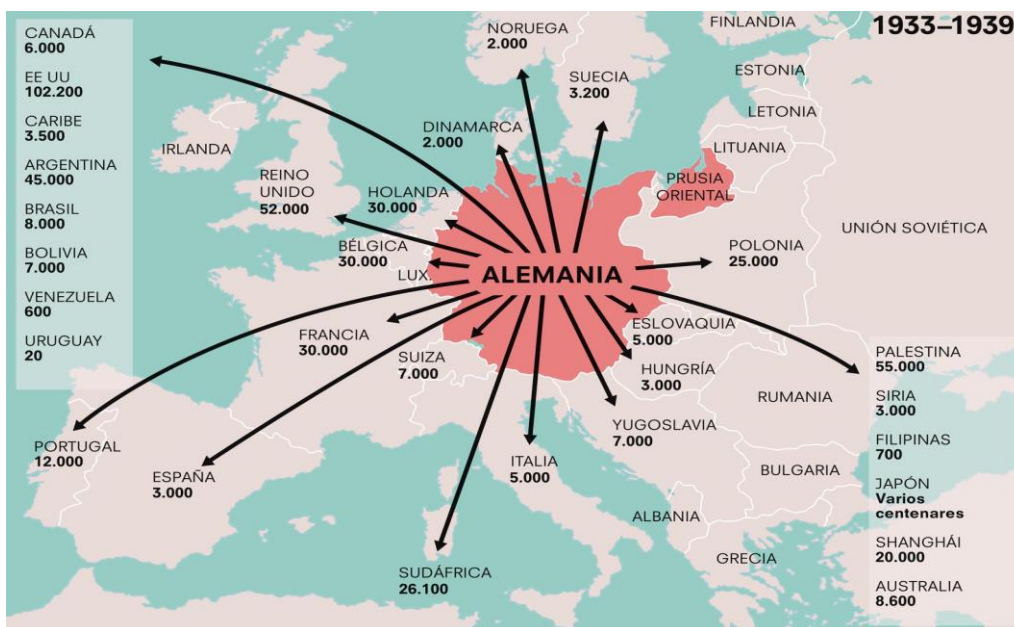 1933–1939
CANADÁ
6.000
EE UU
102.200
CARIBE
3.500
ARGENTINA
45.000
BRASIL
8.000
BOLIVIA
7.000
VENEZUELA
600
URUGUAY
20
NORUEGA
2.000
FINLANDIA
SUECIA
3.200
ESTONIA
LETONIA
DINAMARCA
2.000
LITUANIA
IRLANDA
REINO
UNIDO
52.000
HOLANDA
30.000
PRUSIA
ORIENTAL
UNIÓN SOVIÉTICA
BÉLGICA
30.000
POLONIA
25.000
LUX.
ALEMANIA
FRANCIA
30.000
SUIZA
7.000
ESLOVAQUIA
5.000
HUNGRÍA
3.000
RUMANIA
YUGOSLAVIA
7.000
PORTUGAL
12.000
ESPAÑA
3.000
ITALIA
5.000
BULGARIA
ALBANIA
GRECIA
SUDÁFRICA
26.100
PALESTINA
55.000
SIRIA
3.000
FILIPINAS
700
JAPÓN
Varios
centenares
SHANGHÁI
20.000
AUSTRALIA
8.600